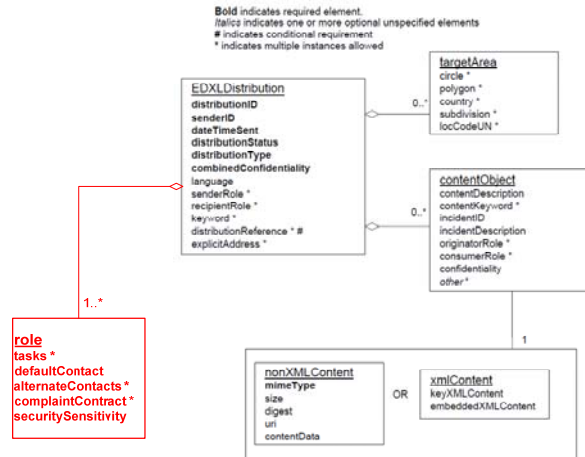 Bold indicates required element.
Italics indicates one or more optional unspecified elements
# indicates conditional requirement
* indicates multiple instances allowed
EDXLDistribution
distributionID
senderID
dateTimeSent
distributionStatus
distributionType
combinedConfidentiality
language
senderRole *
recipientRole *
keyword *
distributionReference * #
explicitAddress *
0..*
targetArea
circle *
polygon *
country *
subdivision *
locCodeUN *
0..*
contentObject
contentDescription
contentKeyword *
incidentID
incidentDescription
originatorRole *
consumerRole *
confidentiality
other *
1..*
role
tasks *
defaultContact
alternateContacts *
complaintContract *
securitySensitivity
1
nonXMLContent
mimeType
size
digest
uri
contentData
OR
xmlContent
keyXMLContent
embeddedXMLContent